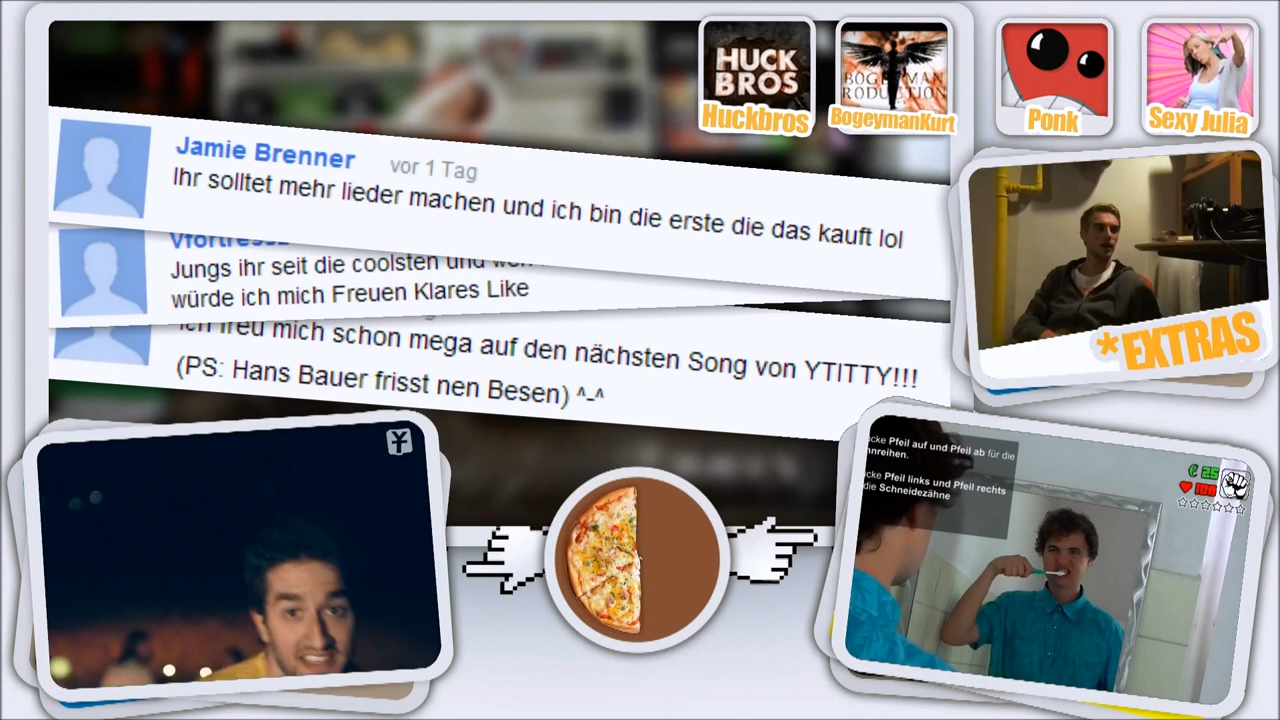 HUCK
BROS
Huckbros
BogeymanKurt
Ponk
Sexy Julia
Jamie Brenner vor 1 Tag
Ihr solltet mehr lieder machen und ich bin die erste die das kauft lol
Jungs ihr seit die coolsten und
würde ich mich Freuen Klares Like
Ich freu mich schon mega auf den nächsten Song von YTITTY!!!
(PS: Hans Bauer frisst nen Besen) ^-^
*EXTRAS
Pfeil auf und Pfeil ab für die
Pfeil links und Pfeil rechts
die Schneidezähne
25
100